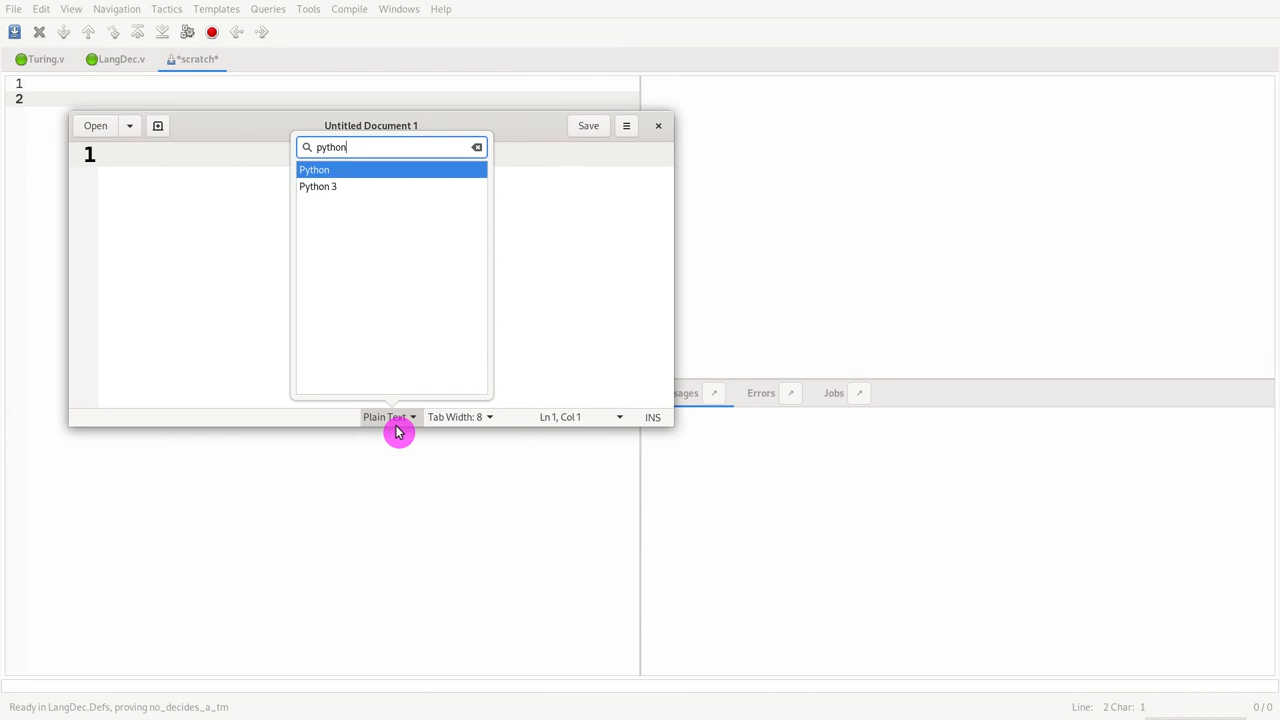 File Edit View Navigation Tactics Templates Queries Tools Compile Windows Help
Turing.v LangDec.v *scratch*
1
2
Open Untitled Document 1 Save
1
python
Python
Python 3
Plain Text Tab Width: 8 Ln 1, Col 1 INS
sages Errors Jobs
Ready in LangDec.Defs, proving no_decides_a_tm Line: 2 Char: 1 0 / 0